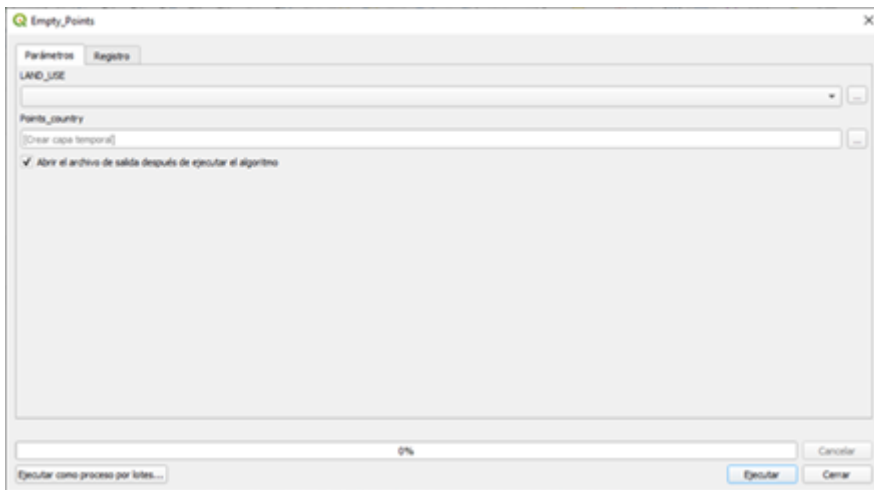 Empty_Points
Parámetros Registro
LAND_USE
...
Points_country
[Crear capa temporal]
...
Abrir el archivo de salida después de ejecutar el algoritmo
0%
Cancelar
Ejecutar como proceso por lotes...
Ejecutar
Cerrar